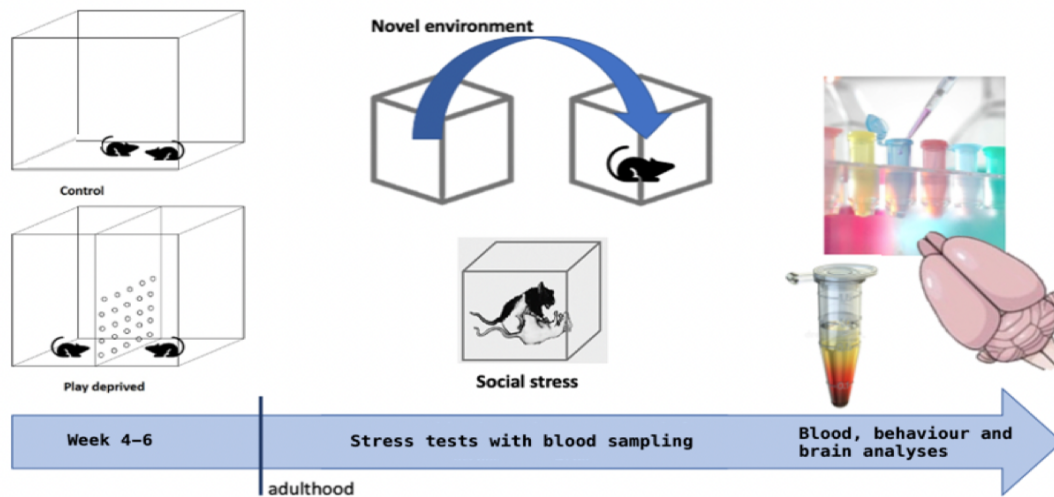 Novel environment
Control
Play deprived
Social stress
Week 4–6
Stress tests with blood sampling
Blood, behaviour and
brain analyses
adulthood